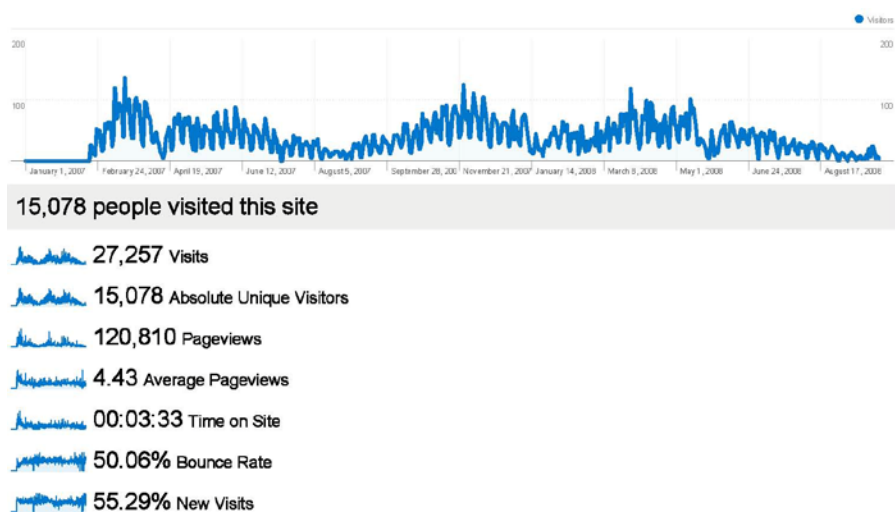 Visitors
200 200
100 100
January 1, 2007 February 24, 2007 April 19, 2007 June 12, 2007 August 5, 2007 September 28, 200 November 21, 2007 January 14, 2008 March 8, 2008 May 1, 2008 June 24, 2008 August 17, 2008
15,078 people visited this site
27,257 Visits
15,078 Absolute Unique Visitors
120,810 Pageviews
4.43 Average Pageviews
00:03:33 Time on Site
50.06% Bounce Rate
55.29% New Visits